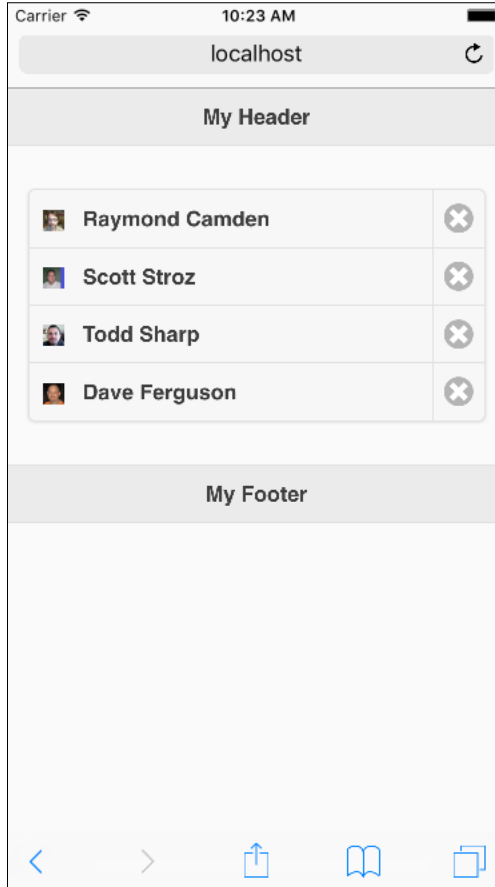 Carrier 10:23 AM
localhost
My Header
Raymond Camden
Scott Stroz
Todd Sharp
Dave Ferguson
My Footer